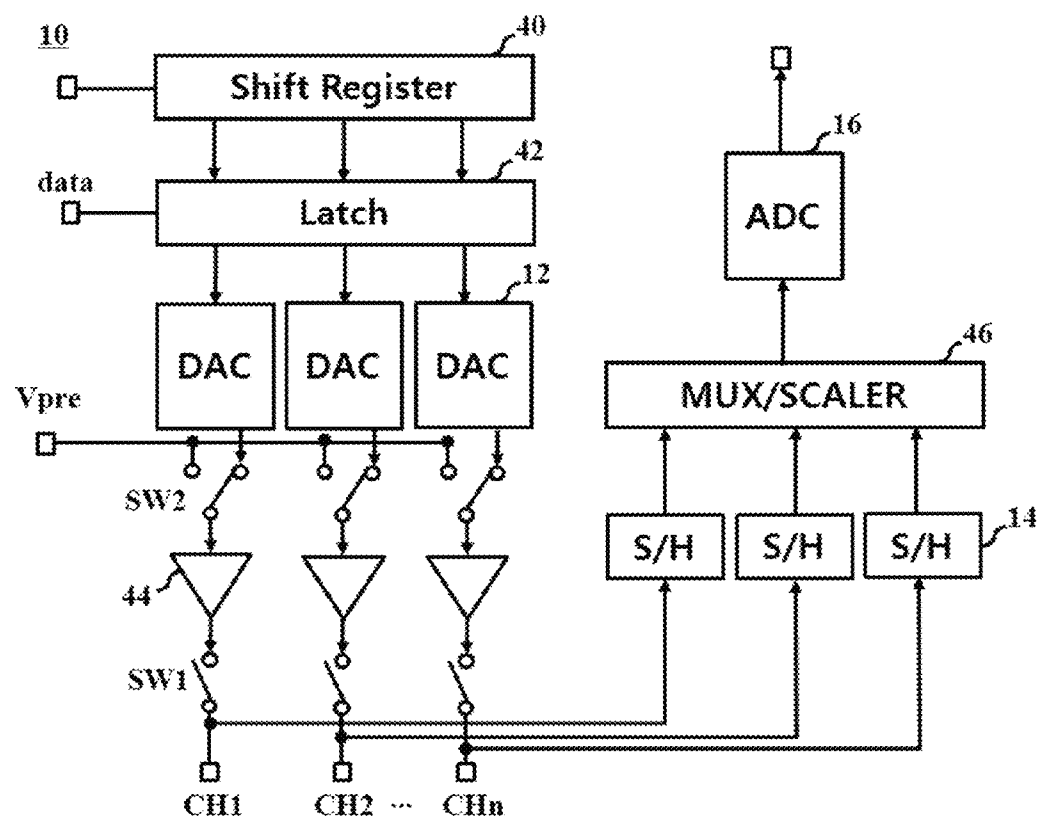 10
40
Shift Register
16
42
data
Latch
ADC
12
DAC DAC DAC
46
Vpre
MUX/SCALER
SW2
14
S/H S/H S/H
44
SW1
CH1 CH2 ... CHn